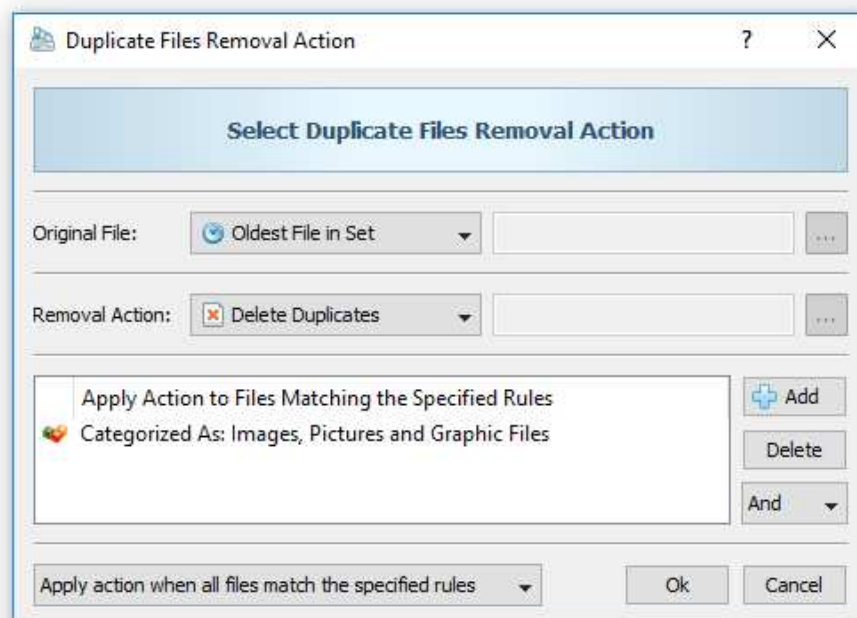 Duplicate Files Removal Action ?
Select Duplicate Files Removal Action
Original File: Oldest File in Set ...
Removal Action: Delete Duplicates ...
Apply Action to Files Matching the Specified Rules
Add
Categorized As: Images, Pictures and Graphic Files
Delete
And
Apply action when all files match the specified rules Ok Cancel